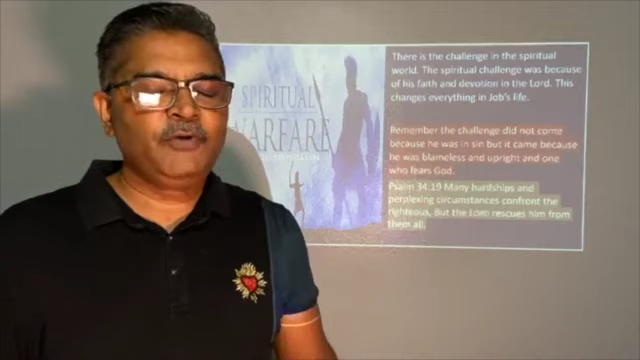 SPIRITUAL
WARFARE
There is the challenge in the spiritual
world. The spiritual challenge was because
of his faith and devotion in the Lord. This
changes everything in Job's life.
Remember the challenge did not come
because he was in sin but it came because
he was blameless and upright and one
who fears God.
Psalm 34:19 Many hardships and
perplexing circumstances confront the
righteous, But the LORD rescues him from
them all.